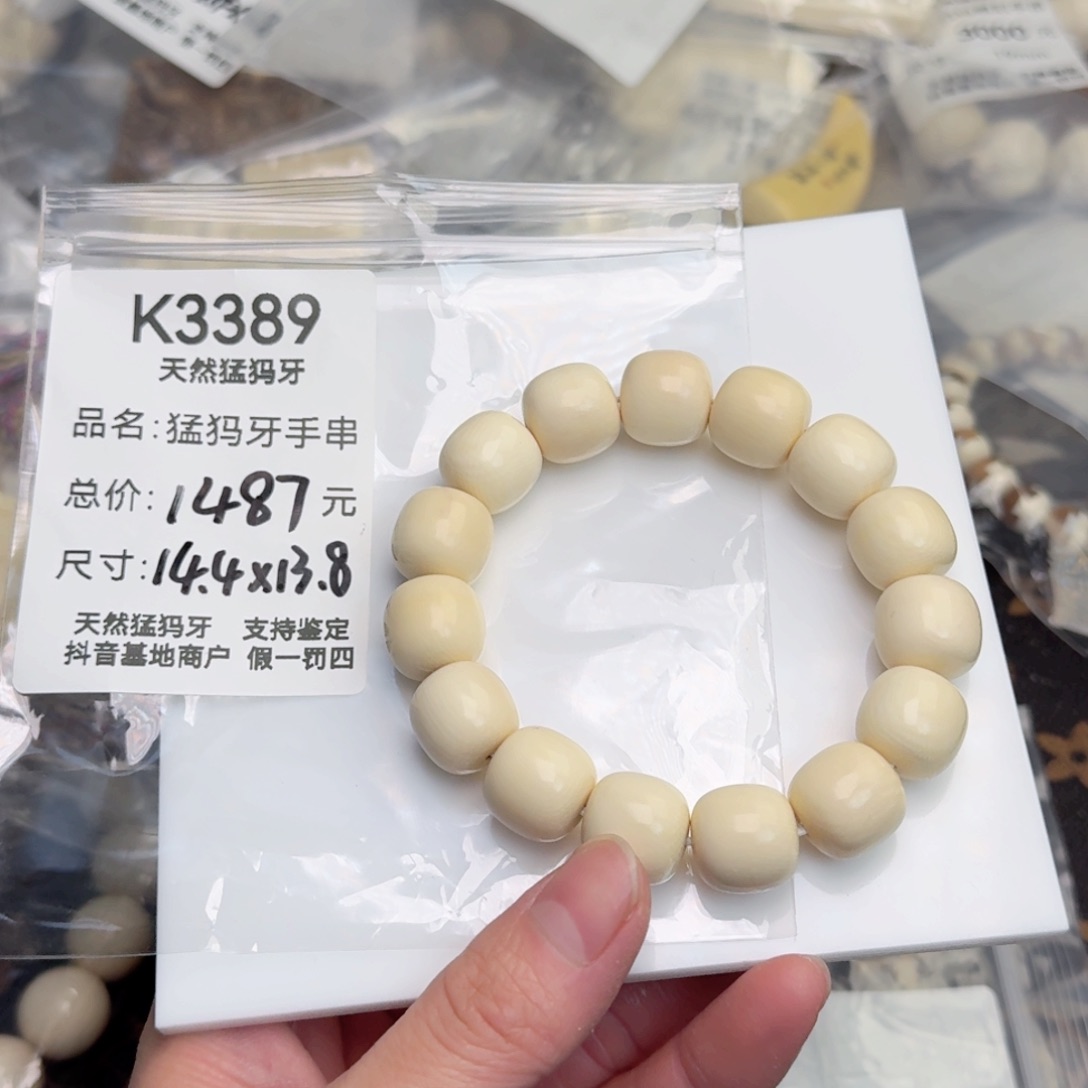 3000 元
K3389
天然猛犸牙
品名:猛犸牙手串
总价:1487元
尺寸:14.4x13.8
天然猛犸牙 支持鉴定
抖音基地商户 假一罚四